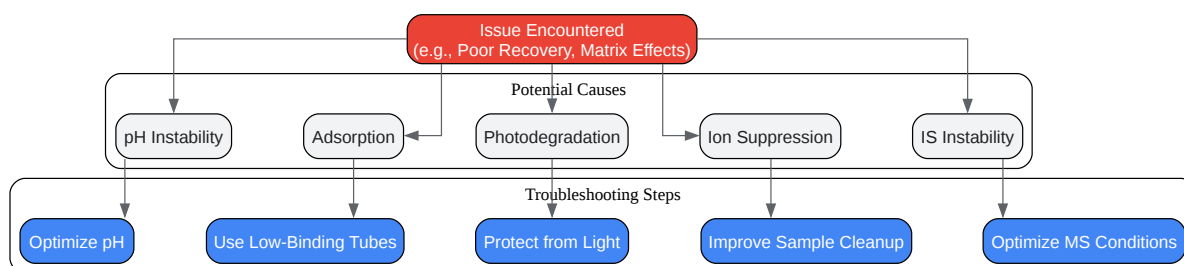 Issue Encountered
(e.g., Poor Recovery, Matrix Effects)
Potential Causes
pH Instability
Adsorption
Photodegradation
Ion Suppression
IS Instability
Troubleshooting Steps
Optimize pH
Use Low-Binding Tubes
Protect from Light
Improve Sample Cleanup
Optimize MS Conditions